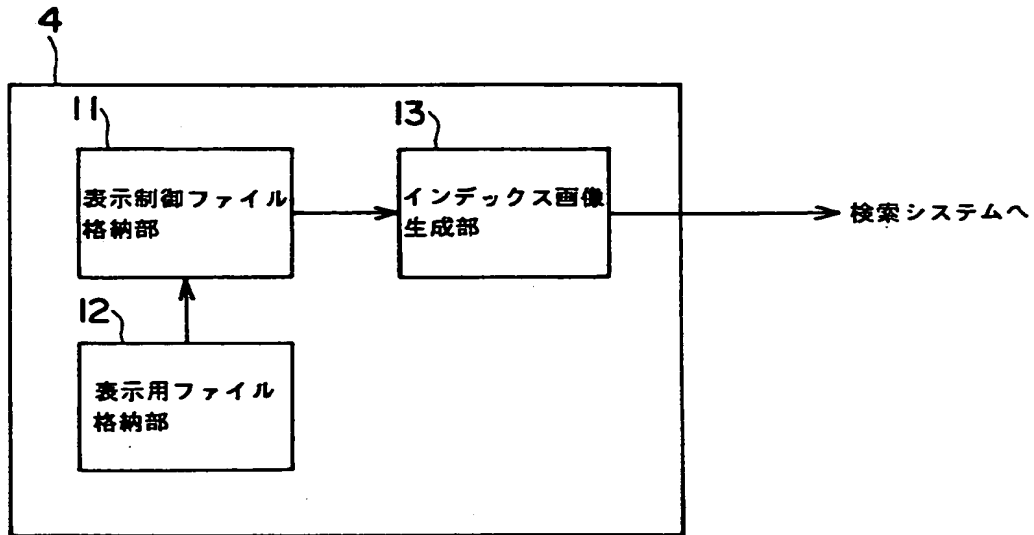 4
11
表示制御ファイル
格納部
13
インデックス画像
生成部
検索システムへ
12
表示用ファイル
格納部